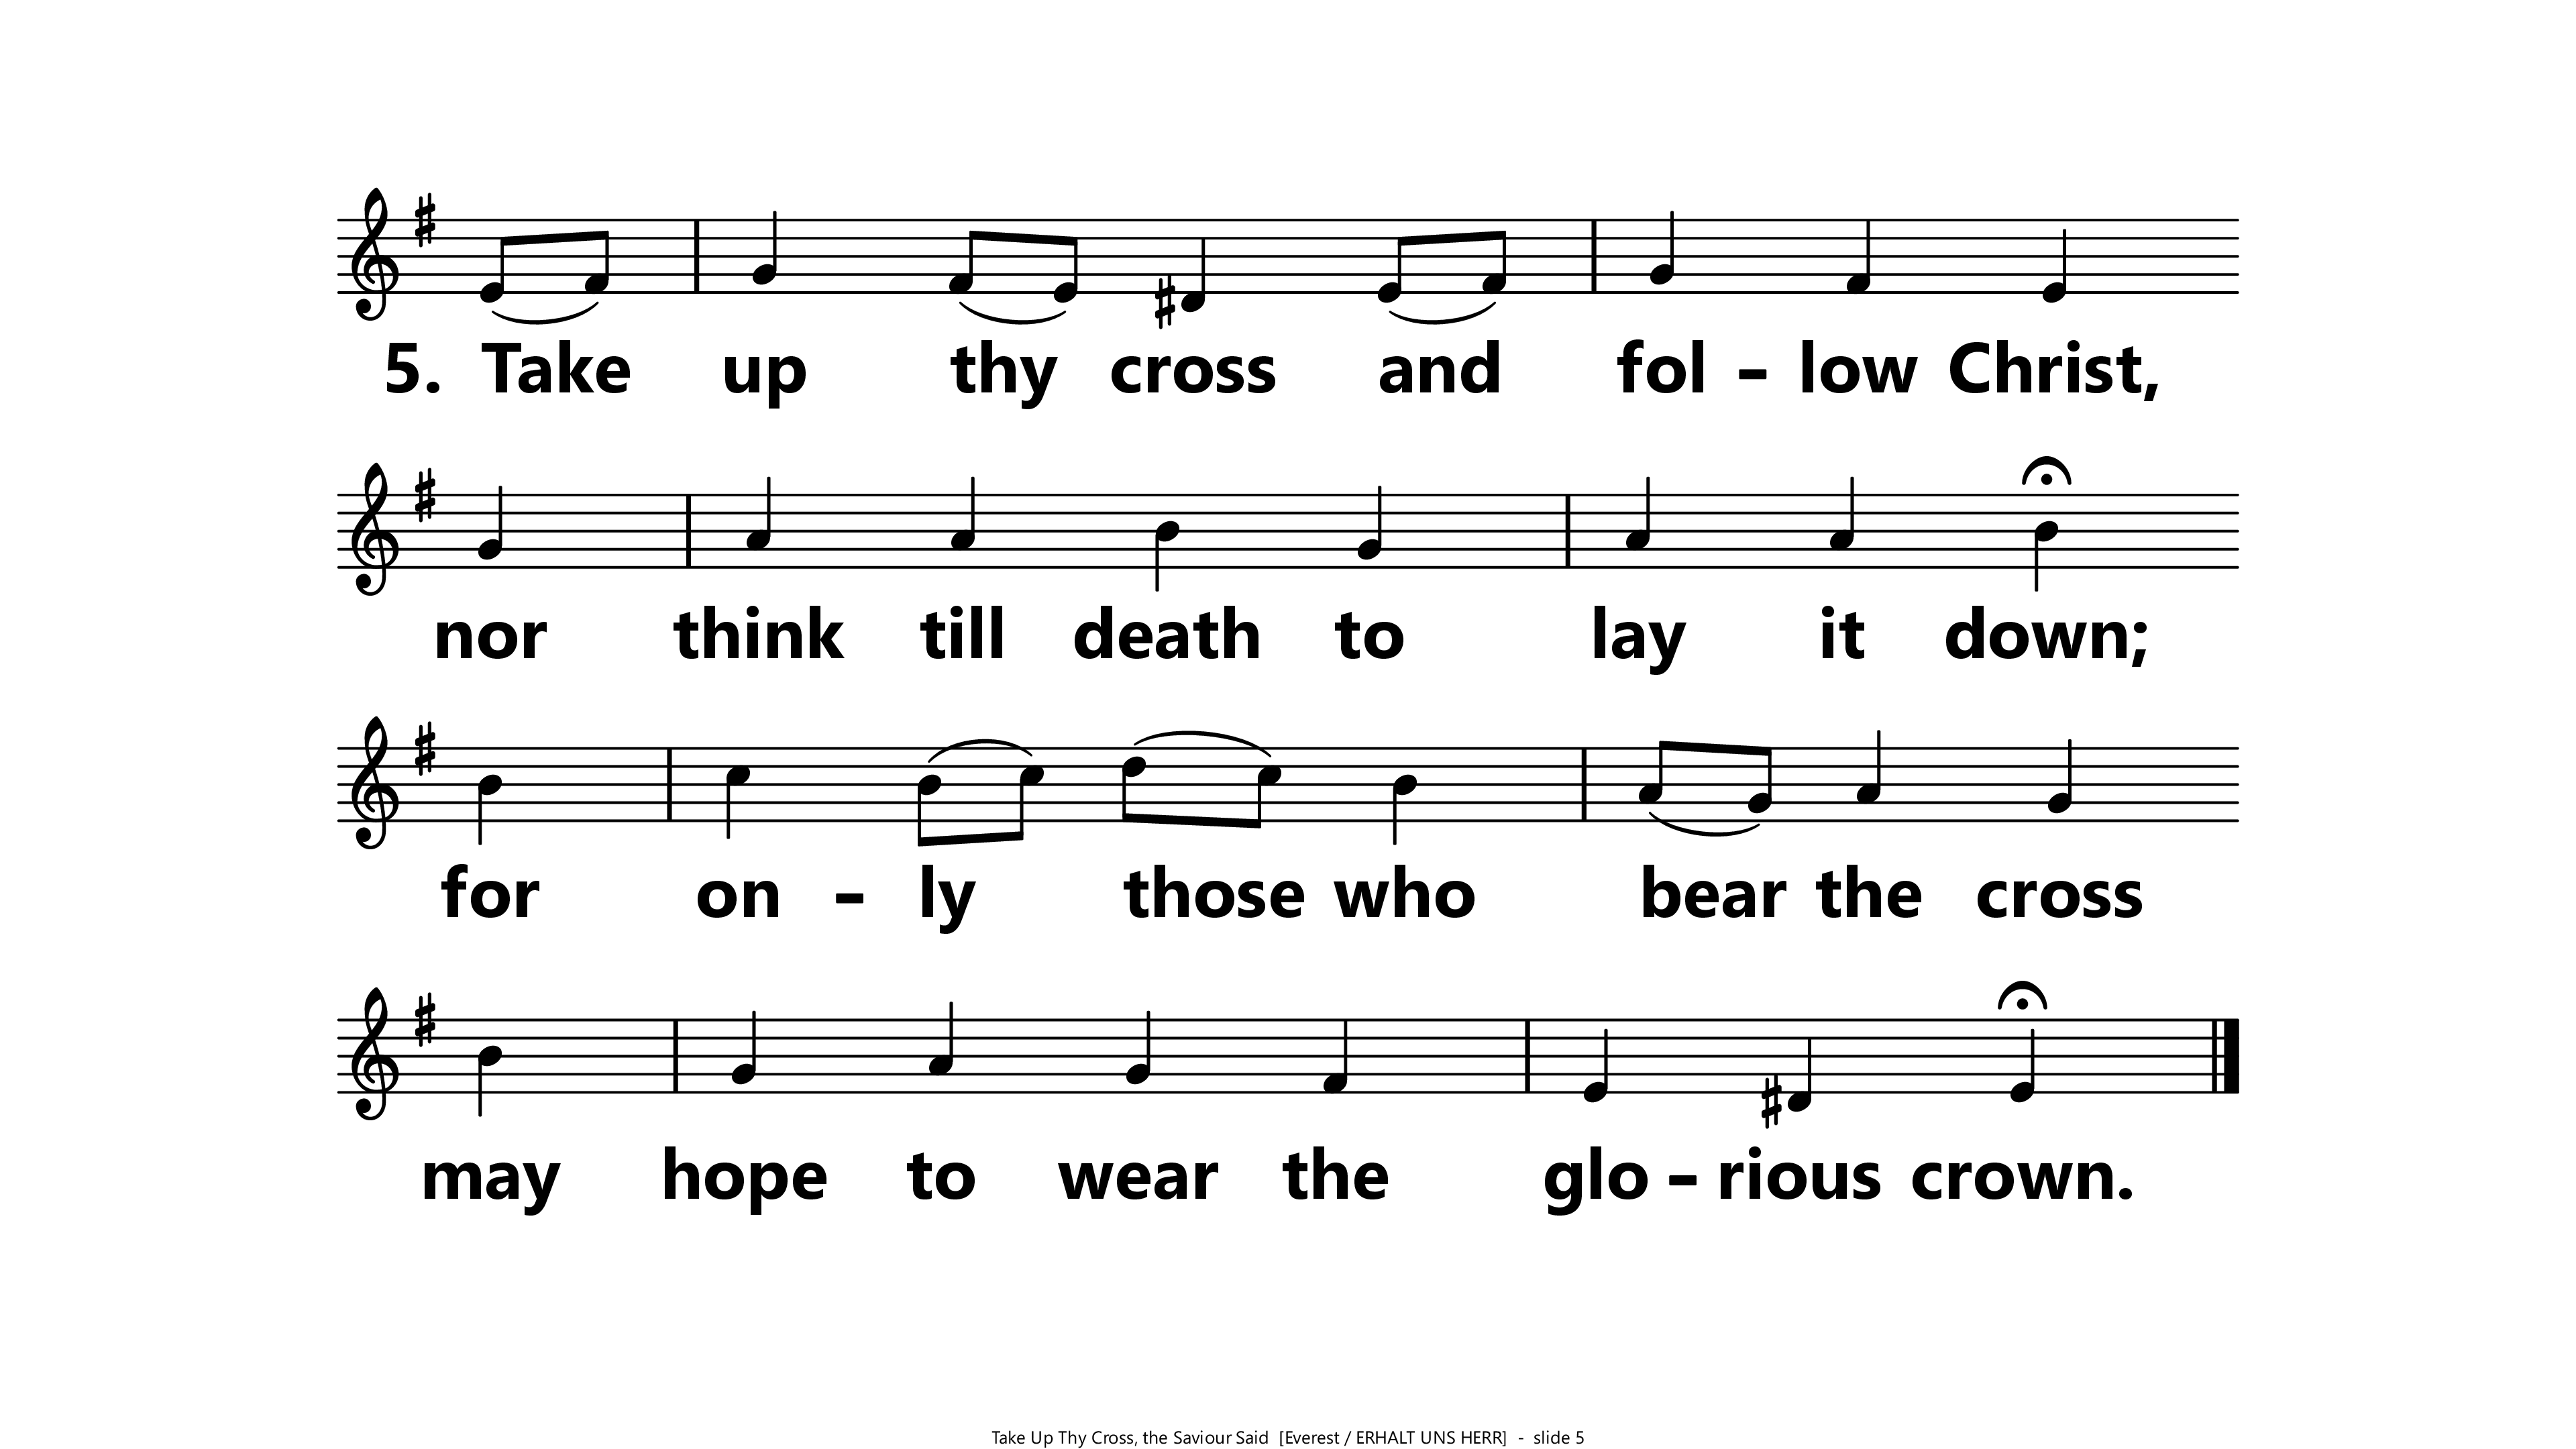 5. Take up thy cross and fol - low Christ,
nor think till death to lay it down;
for on - ly those who bear the cross
may hope to wear the glo - rious crown.
Take Up Thy Cross, the Saviour Said [Everest / ERHALT UNS HERR] - slide 5